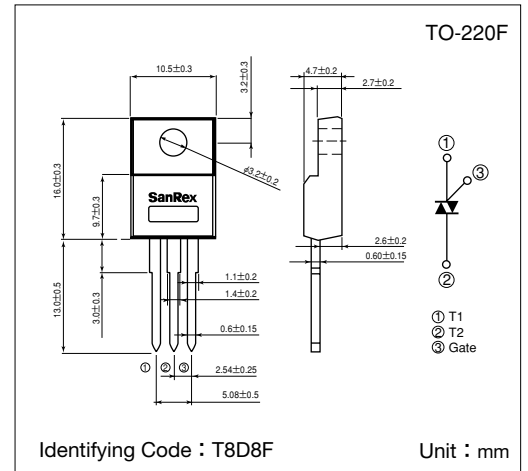 TO-220F
10.5±0.3
3.2±0.2
4.7±0.2
2.7±0.2
16.0±0.3
9.7±0.3
φ3.2±0.2
SanRex
13.0±0.5
3.0±0.3
1.1±0.2
1.4±0.2
0.6±0.15
2.6±0.2
0.60±0.15
① ② ③
2.54±0.25
5.08±0.5
①
③
②
① T1
② T2
③ Gate
Identifying Code：T8D8F
Unit：mm